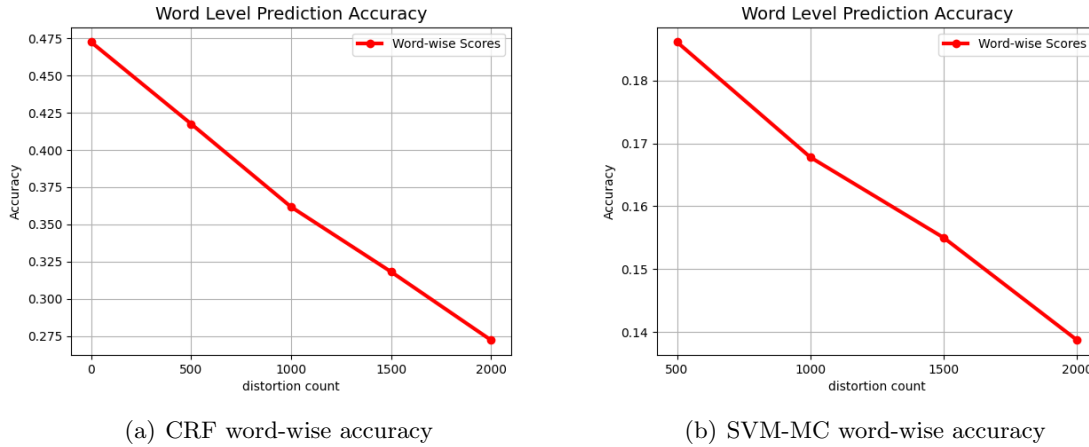 Word Level Prediction Accuracy
Word-wise Scores
0.475
0.450
0.425
0.400
0.375
0.350
0.325
0.300
0.275
Accuracy
0 500 1000 1500 2000
distortion count
(a) CRF word-wise accuracy
Word Level Prediction Accuracy
Word-wise Scores
0.18
0.17
0.16
0.15
0.14
Accuracy
500 1000 1500 2000
distortion count
(b) SVM-MC word-wise accuracy